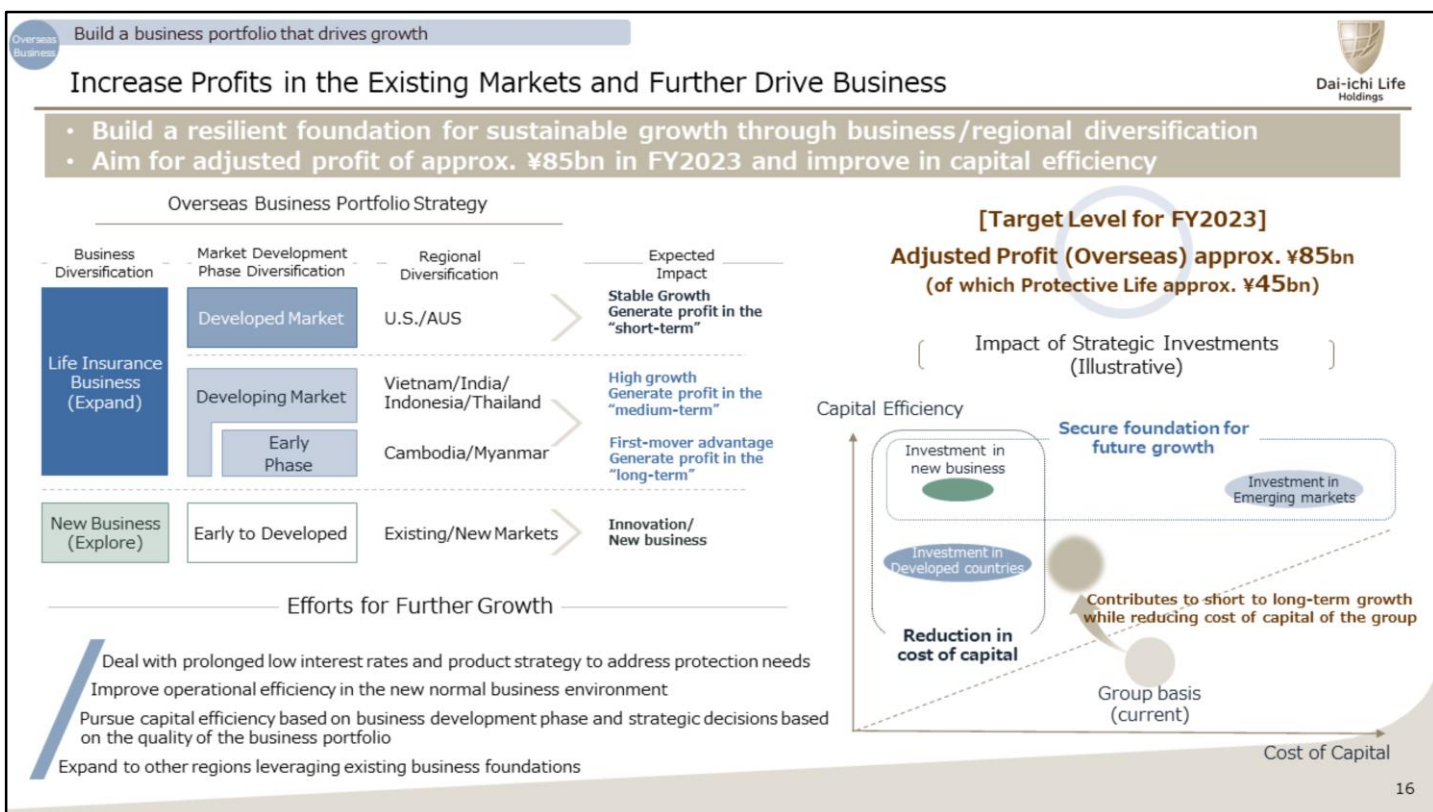 Overseas
Business
Build a business portfolio that drives growth
Increase Profits in the Existing Markets and Further Drive Business
Dai-ichi Life
Holdings
• Build a resilient foundation for sustainable growth through business/regional diversification
• Aim for adjusted profit of approx. ¥85bn in FY2023 and improve in capital efficiency
Overseas Business Portfolio Strategy
Business
Diversification
Market Development
Phase Diversification
Regional
Diversification
Expected
Impact
Life Insurance
Business
(Expand)
Developed Market
U.S./AUS
Stable Growth
Generate profit in the
"short-term"
Developing Market
Vietnam/India/
Indonesia/Thailand
High growth
Generate profit in the
"medium-term"
Early
Phase
Cambodia/Myanmar
First-mover advantage
Generate profit in the
"long-term"
New Business
(Explore)
Early to Developed
Existing/New Markets
Innovation/
New business
Efforts for Further Growth
Deal with prolonged low interest rates and product strategy to address protection needs
Improve operational efficiency in the new normal business environment
Pursue capital efficiency based on business development phase and strategic decisions based
on the quality of the business portfolio
Expand to other regions leveraging existing business foundations
[Target Level for FY2023]
Adjusted Profit (Overseas) approx. ¥85bn
(of which Protective Life approx. ¥45bn)
Impact of Strategic Investments
(Illustrative)
Capital Efficiency
Secure foundation for
future growth
Investment in
new business
Investment in
Emerging markets
Investment in
Developed countries
Contributes to short to long-term growth
while reducing cost of capital of the group
Reduction in
cost of capital
Group basis
(current)
Cost of Capital
16